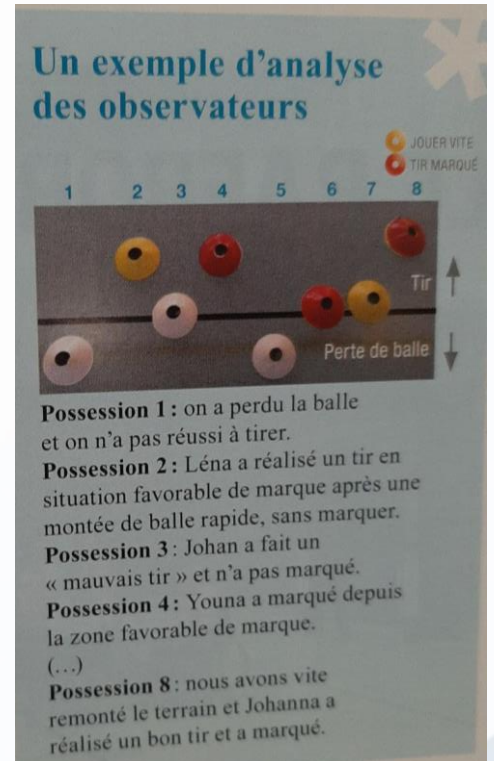 Un exemple d'analyse
des observateurs
JOUER VITE
TIR MARQUÉ
1 2 3 4 5 6 7 8
Tir
Perte de balle
Possession 1 : on a perdu la balle
et on n'a pas réussi à tirer.
Possession 2 : Léna a réalisé un tir en
situation favorable de marque après une
montée de balle rapide, sans marquer.
Possession 3 : Johan a fait un
« mauvais tir » et n'a pas marqué.
Possession 4 : Youna a marqué depuis
la zone favorable de marque.
(...)
Possession 8 : nous avons vite
remonté le terrain et Johanna a
réalisé un bon tir et a marqué.